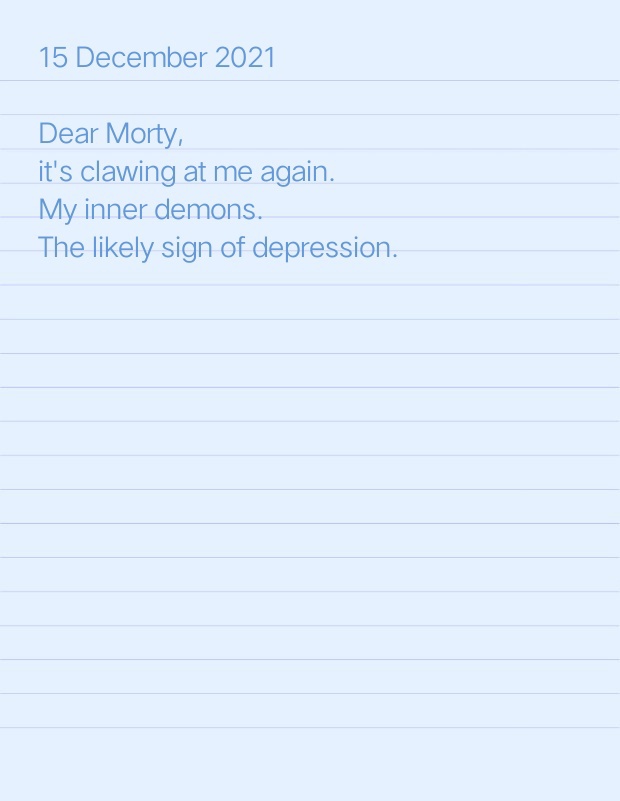 15 December 2021
Dear Morty,
it's clawing at me again.
My inner demons.
The likely sign of depression.